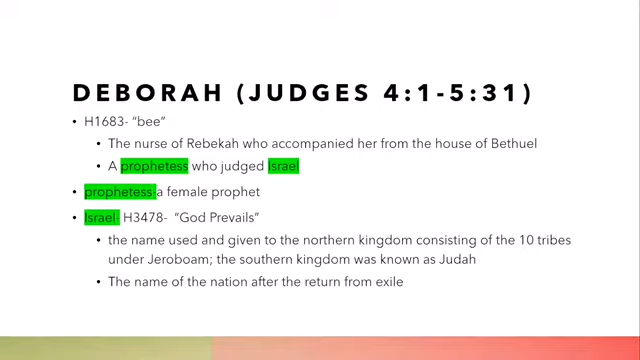 DEBORAH (JUDGES 4:1-5:31)
• H1683- “bee”
• The nurse of Rebekah who accompanied her from the house of Bethuel
• A prophetess who judged Israel
• prophetess-a female prophet
• Israel- H3478- “God Prevails”
• the name used and given to the northern kingdom consisting of the 10 tribes
under Jeroboam; the southern kingdom was known as Judah
• The name of the nation after the return from exile